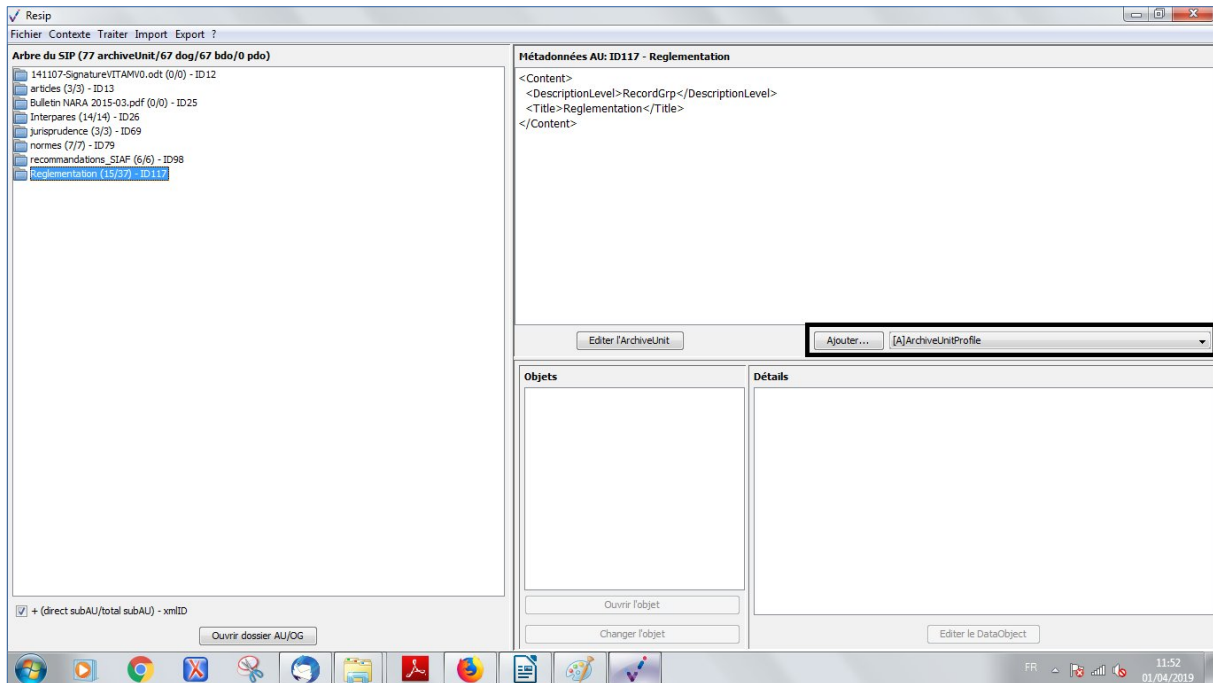 Resip
Fichier Contexte Traiter Import Export ?
Arbre du SIP (77 archiveUnit/67 dog/67 bdo/0 pdo)
141107-SignatureVITAMV0.odt (0/0) - ID12
articles (3/3) - ID13
Bulletin NARA 2015-03.pdf (0/0) - ID25
Interpares (14/14) - ID26
jurisprudence (3/3) - ID69
normes (7/7) - ID79
recommandations_SIAF (6/6) - ID98
Reglementation (15/37) - ID117
+ (direct subAU/total subAU) - xmlID
Ouvrir dossier AU/OG
Métadonnées AU: ID117 - Reglementation
<Content>
<DescriptionLevel>RecordGrp</DescriptionLevel>
<Title>Reglementation</Title>
</Content>
Editer l'ArchiveUnit
Ajouter... [A]ArchiveUnitProfile
Objets
Ouvrir l'objet
Changer l'objet
Détails
Editer le DataObject
FR
11:52
01/04/2019